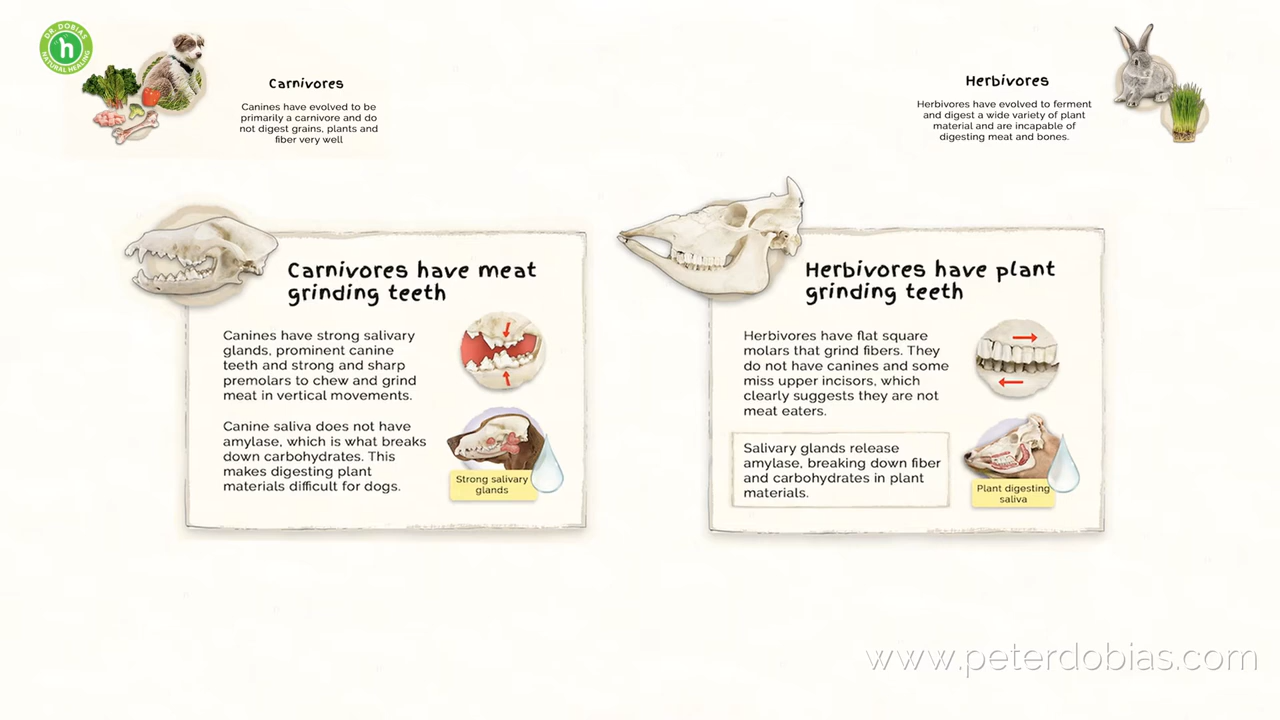 DR. DOBIAS
h
NATURAL HEALING
Carnivores
Canines have evolved to be
primarily a carnivore and do
not digest grains, plants and
fiber very well
Herbivores
Herbivores have evolved to ferment
and digest a wide variety of plant
material and are incapable of
digesting meat and bones.
Carnivores have meat
grinding teeth
Canines have strong salivary
glands, prominent canine
teeth and strong and sharp
premolars to chew and grind
meat in vertical movements.
Canine saliva does not have
amylase, which is what breaks
down carbohydrates. This
makes digesting plant
materials difficult for dogs.
Strong salivary
glands
Herbivores have plant
grinding teeth
Herbivores have flat square
molars that grind fibers. They
do not have canines and some
miss upper incisors, which
clearly suggests they are not
meat eaters.
Salivary glands release
amylase, breaking down fiber
and carbohydrates in plant
materials.
Plant digesting
saliva
www.peterdobias.com